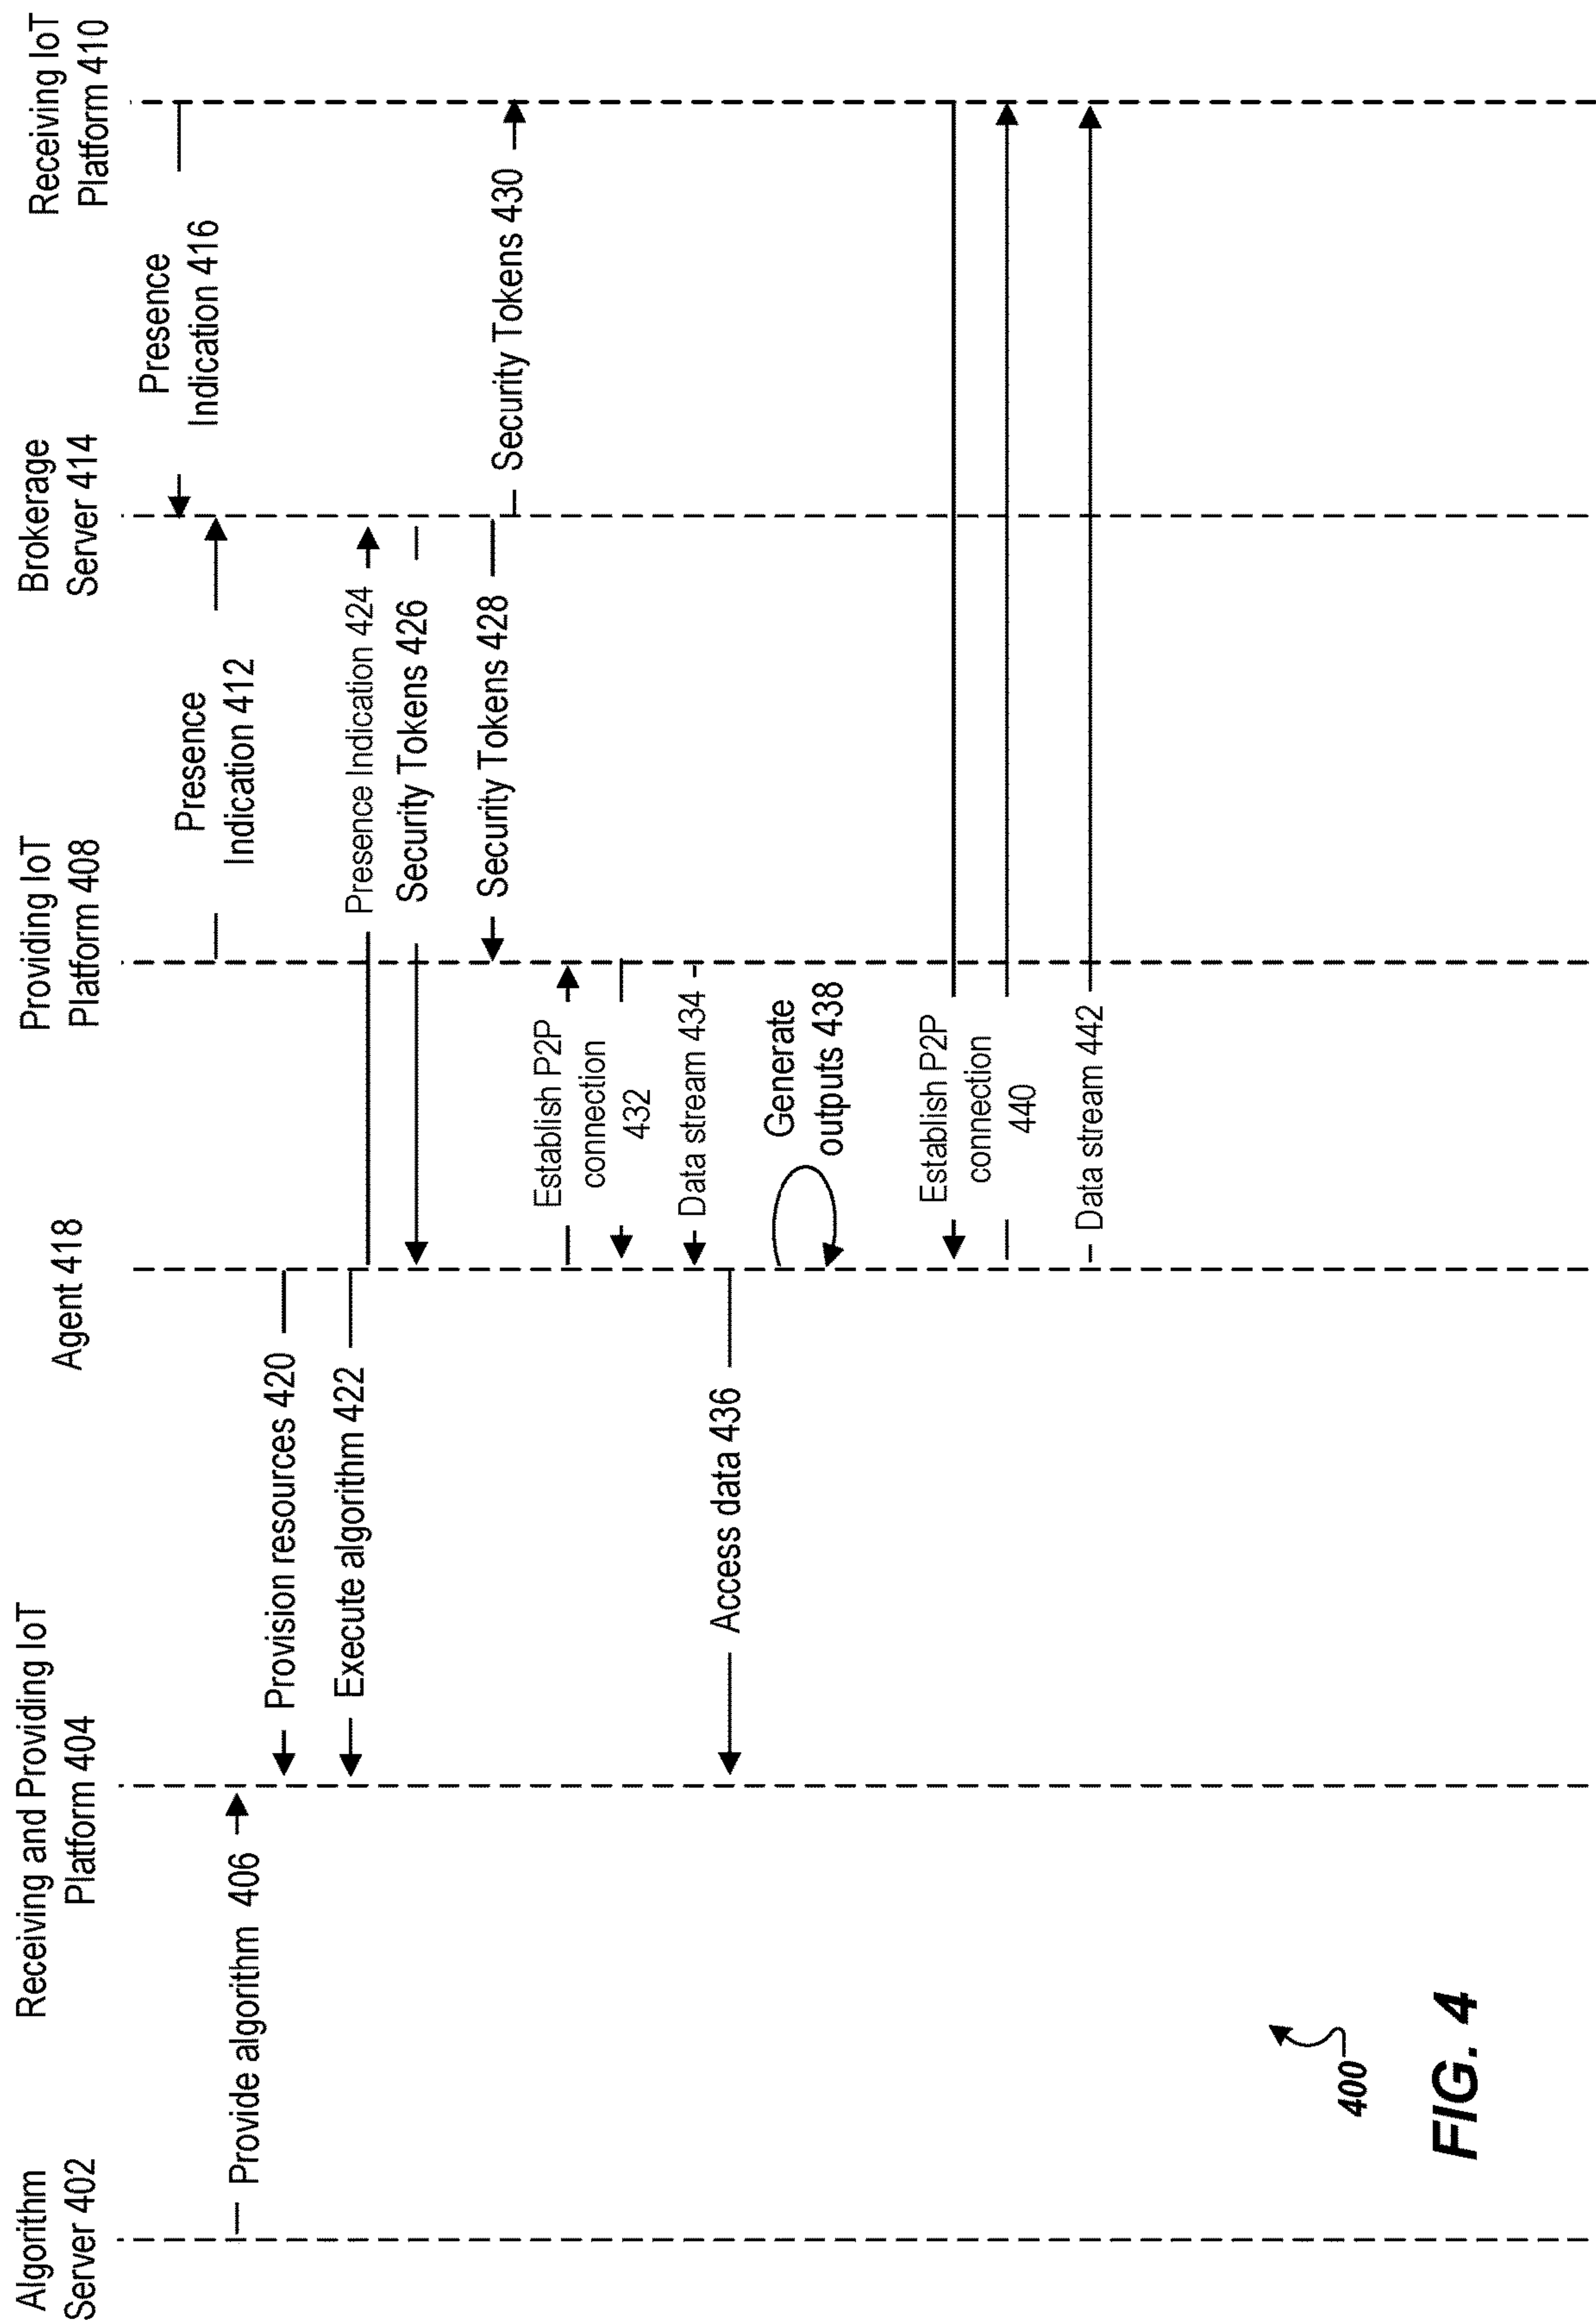 Algorithm
Server 402
Receiving and Providing IoT
Platform 404
Agent 418
Providing IoT
Platform 408
Brokerage
Server 414
Receiving IoT
Platform 410
Presence
Indication 416
Presence
Indication 412
Provide algorithm 406
Provision resources 420
Execute algorithm 422
Presence Indication 424
Security Tokens 426
Security Tokens 428
Security Tokens 430
Establish P2P
connection
432
Data stream 434
Access data 436
Generate
outputs 438
Establish P2P
connection
440
Data stream 442
400
FIG. 4